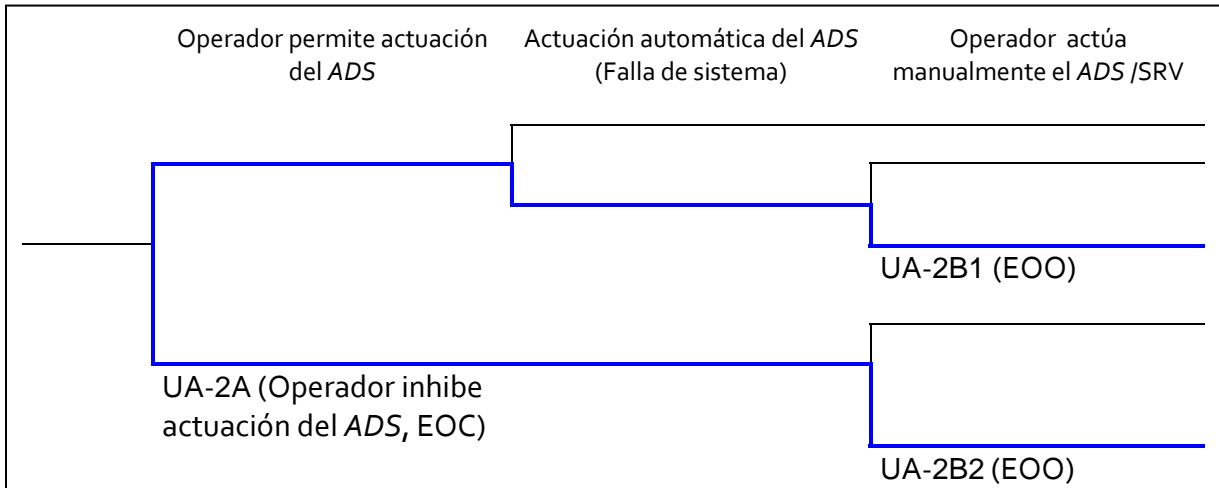 Operador permite actuación
del ADS
Actuación automática del ADS
(Falla de sistema)
Operador actúa
manualmente el ADS /SRV
UA-2B1 (EOO)
UA-2A (Operador inhibe
actuación del ADS, EOC)
UA-2B2 (EOO)